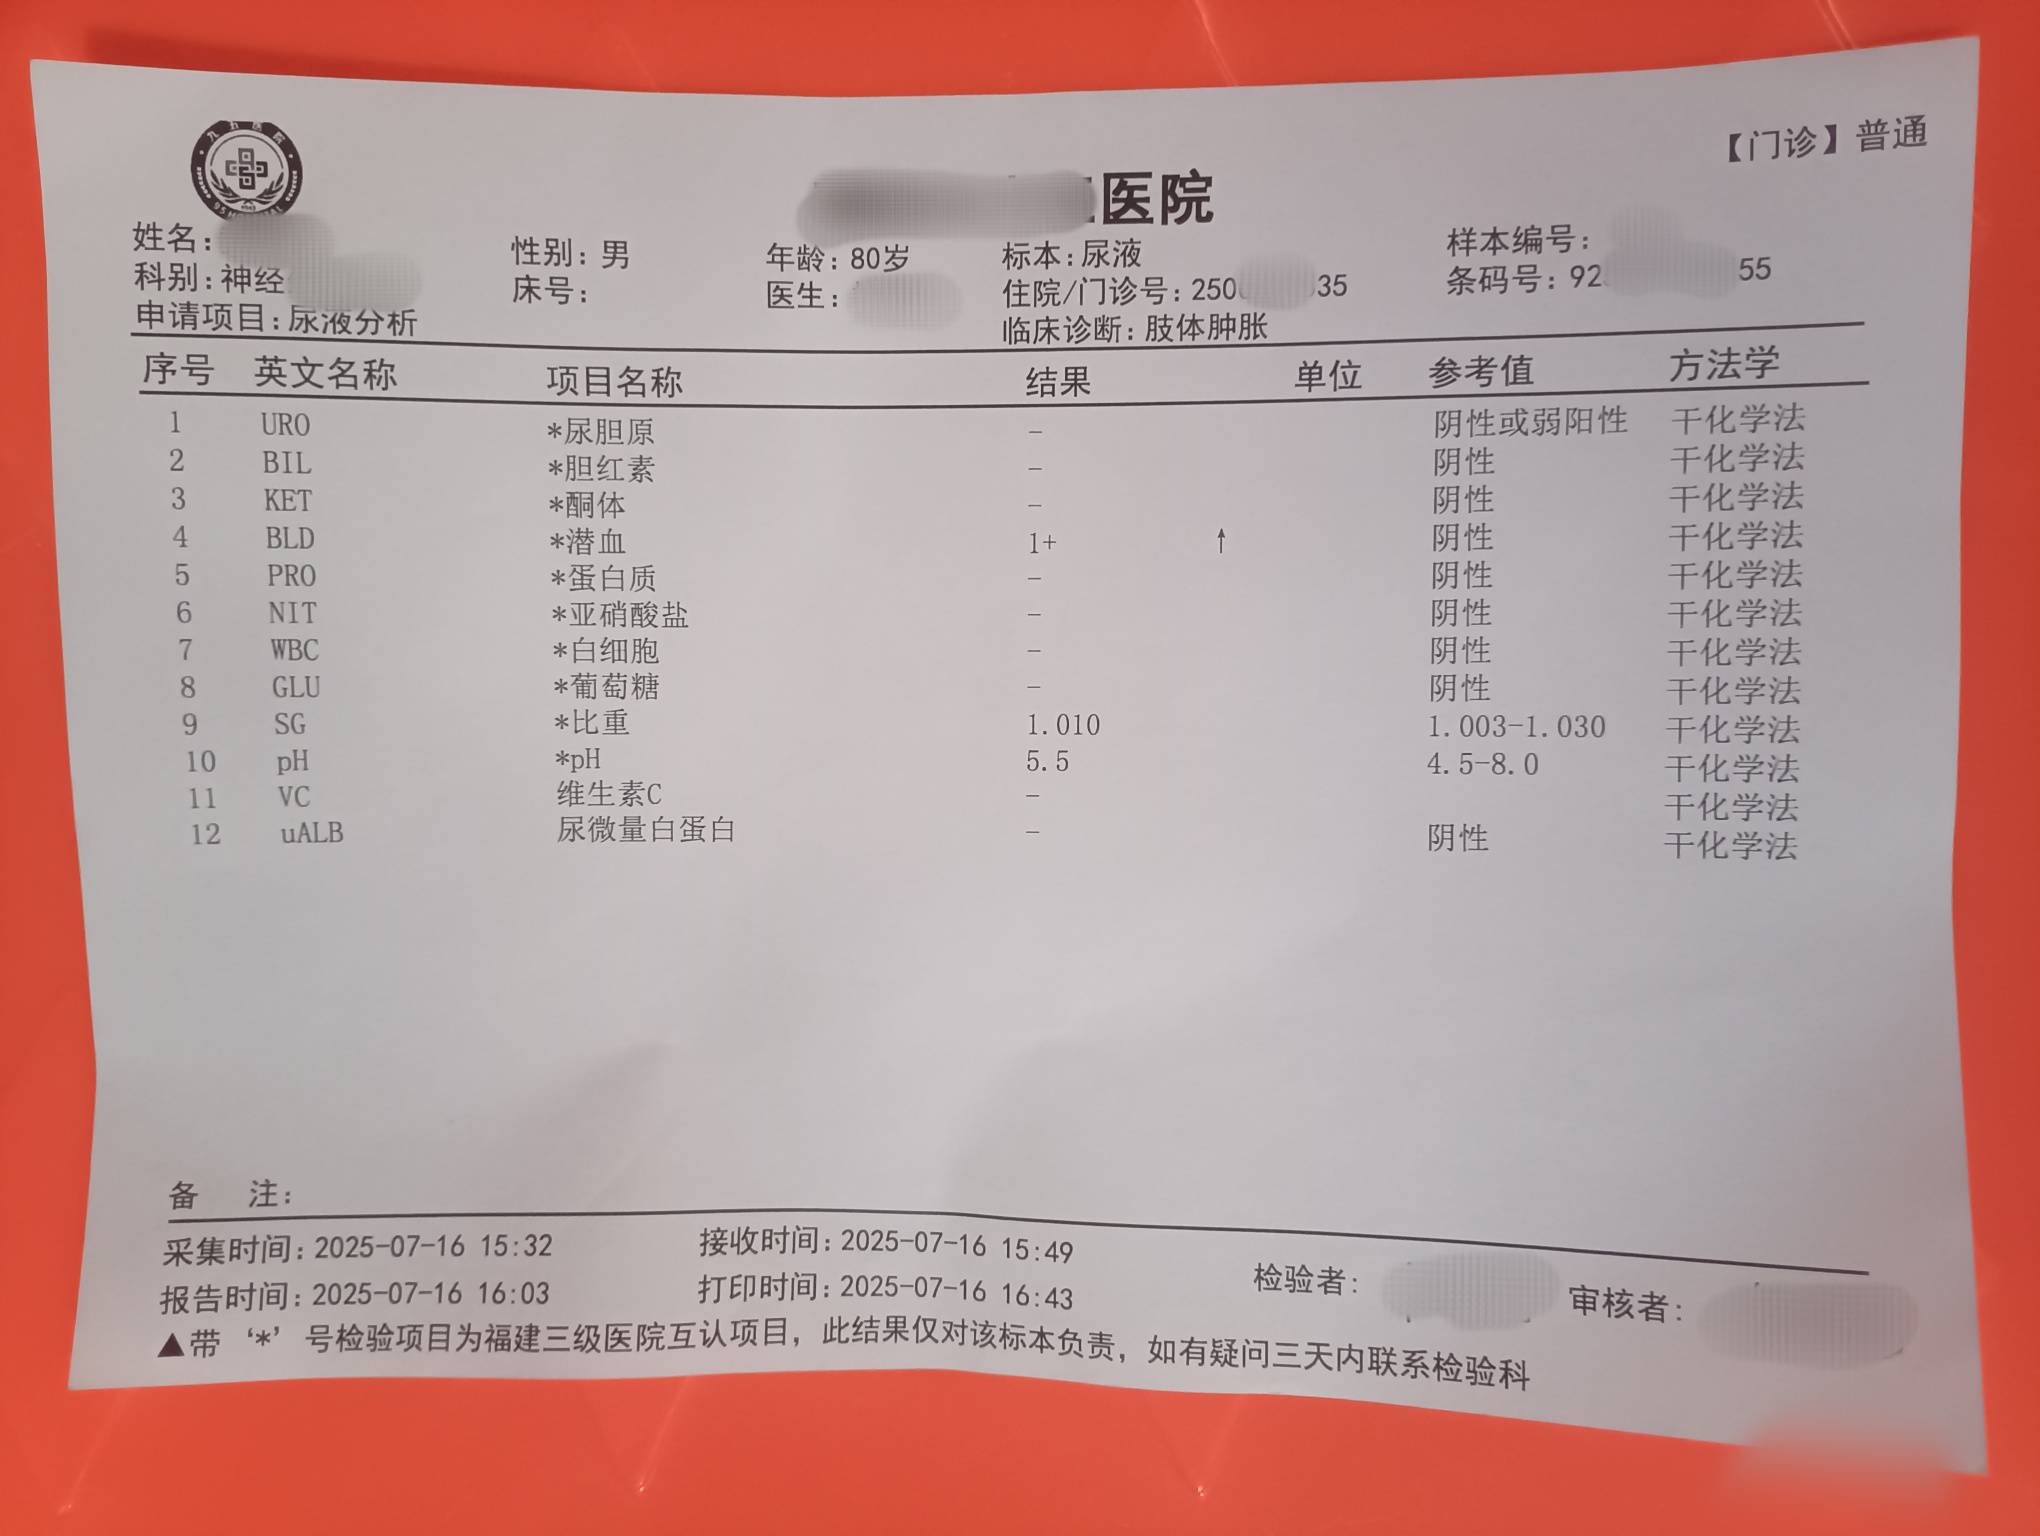 【门诊】普通
九五医院
医院
姓名:
性别: 男
年龄: 80岁
标本: 尿液
样本编号:
科别: 神经
床号:
医生:
住院/门诊号: 250 35
条码号: 92 55
申请项目: 尿液分析
临床诊断: 肢体肿胀
序号 英文名称 项目名称 结果 单位 参考值 方法学
1 URO *尿胆原 - 阴性或弱阳性 干化学法
2 BIL *胆红素 - 阴性 干化学法
3 KET *酮体 - 阴性 干化学法
4 BLD *潜血 1+ ↑ 阴性 干化学法
5 PRO *蛋白质 - 阴性 干化学法
6 NIT *亚硝酸盐 - 阴性 干化学法
7 WBC *白细胞 - 阴性 干化学法
8 GLU *葡萄糖 - 阴性 干化学法
9 SG *比重 1.010 1.003-1.030 干化学法
10 pH *pH 5.5 4.5-8.0 干化学法
11 VC 维生素C - 干化学法
12 uALB 尿微量白蛋白 - 阴性 干化学法
备 注:
采集时间: 2025-07-16 15:32 接收时间: 2025-07-16 15:49
检验者: 审核者:
报告时间: 2025-07-16 16:03 打印时间: 2025-07-16 16:43
▲带‘*’号检验项目为福建三级医院互认项目，此结果仅对该标本负责，如有疑问三天内联系检验科